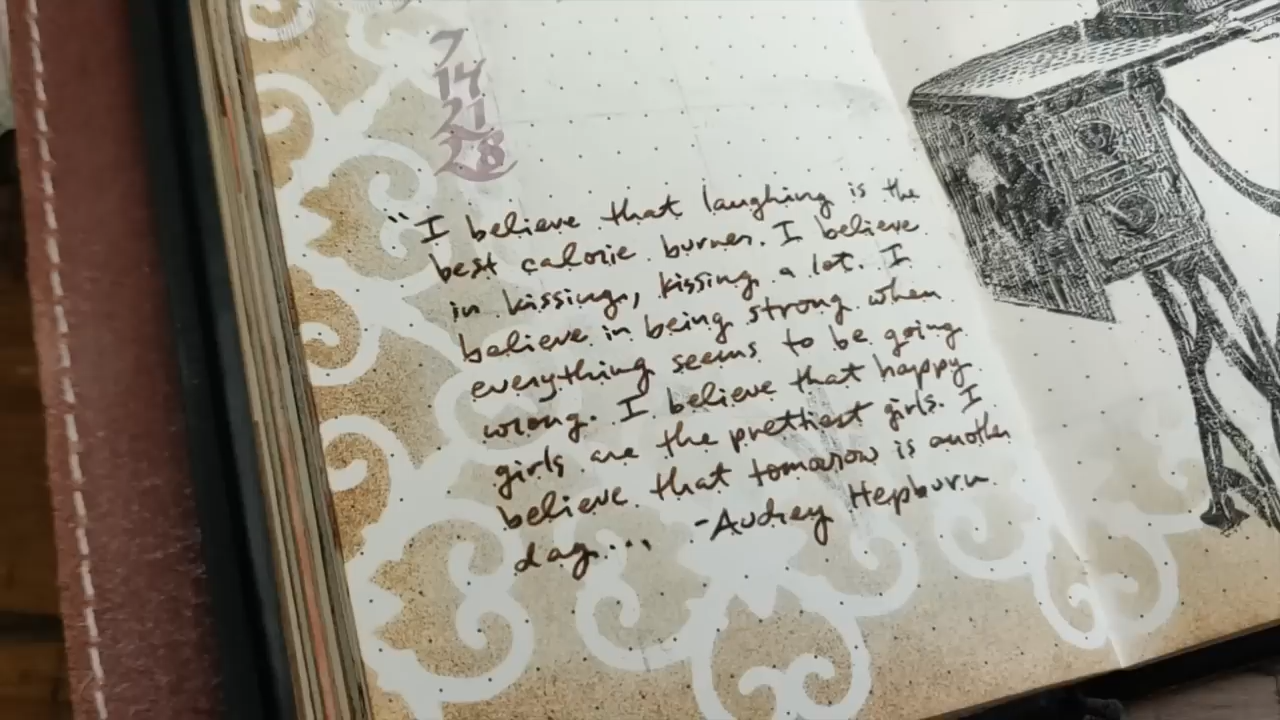 7
14
21
28
"I believe that laughing is the
best calorie burner. I believe
in kissing, kissing a lot. I
believe in being strong when
everything seems to be going
wrong. I believe that happy
girls are the prettiest girls. I
believe that tomorrow is another
day...
-Audrey Hepburn